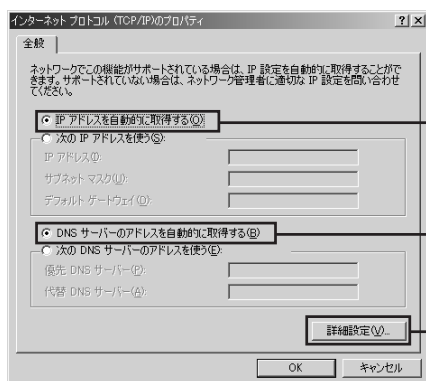 インターネット プロトコル (TCP/IP)のプロパティ
全般
ネットワークでこの機能がサポートされている場合は、IP 設定を自動的に取得することがで
きます。サポートされていない場合は、ネットワーク管理者に適切な IP 設定を問い合わせ
てください。
IP アドレスを自動的に取得する(O)
次の IP アドレスを使う(S):
IP アドレス(I):
サブネット マスク(U):
デフォルト ゲートウェイ(D):
DNS サーバーのアドレスを自動的に取得する(B)
次の DNS サーバーのアドレスを使う(E):
優先 DNS サーバー(P):
代替 DNS サーバー(A):
詳細設定(V)...
OK
キャンセル